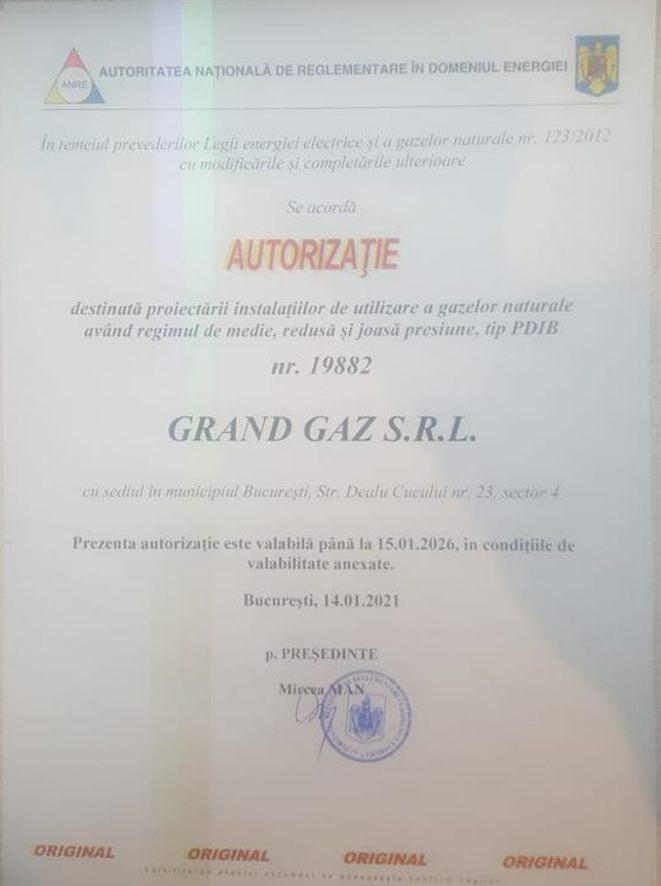 ANRE
AUTORITATEA NAȚIONALĂ DE REGLEMENTARE ÎN DOMENIUL ENERGIEI
În temeiul prevederilor Legii energiei electrice și a gazelor naturale nr. 123/2012
cu modificările și completările ulterioare
Se acordă
AUTORIZAŢIE
destinată proiectării instalațiilor de utilizare a gazelor naturale
având regimul de medie, redusă și joasă presiune, tip PDIB
nr. 19882
GRAND GAZ S.R.L.
cu sediul în municipiul București, Str. Dealu Cucului nr. 23, sector 4
Prezenta autorizație este valabilă până la 15.01.2026, în condițiile de
valabilitate anexate.
București, 14.01.2021
p. PREȘEDINTE
Mircea MAN
ORIGINAL ORIGINAL ORIGINAL ORIGINAL